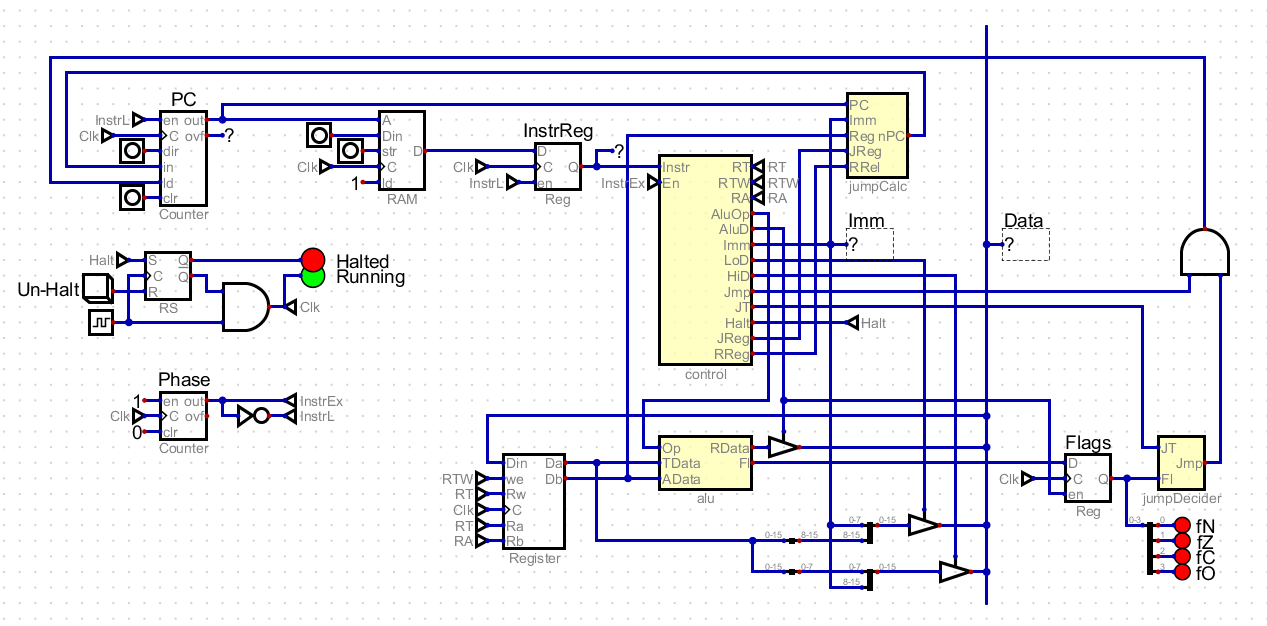 PC
InstrL
Clk
en out
C ovf
dir
in
ld
clr
Counter
?
A
Din
str
C
ld
D
RAM
Clk
1
InstrReg
?
Clk
InstrL
D
C Q
en
Reg
PC
Imm
Reg nPC
JReg
RRel
jumpCalc
InstrEx
Instr
En
RT
RTW
RA
AluOp
AluD
Imm
LoD
HiD
Jmp
JT
Halt
JReg
RReg
control
RT
RTW
RA
Halt
Imm
?
Data
?
Halt
Un-Halt
S Q
C Q
R
RS
Halted
Running
Clk
Phase
1
Clk
0
en out
C ovf
clr
Counter
InstrEx
InstrL
RTW
RT
Clk
RT
RA
Din Da
we Db
Rw
C
Ra
Rb
Register
Op RData
TData Fl
AData
alu
0-15 8-15
0-7 0-15
8-15
0-15 0-7
0-7 0-15
8-15
Flags
Clk
D
C Q
en
Reg
JT
Jmp
Fl
jumpDecider
0-3
0
1
2
3
fN
fZ
fC
fO